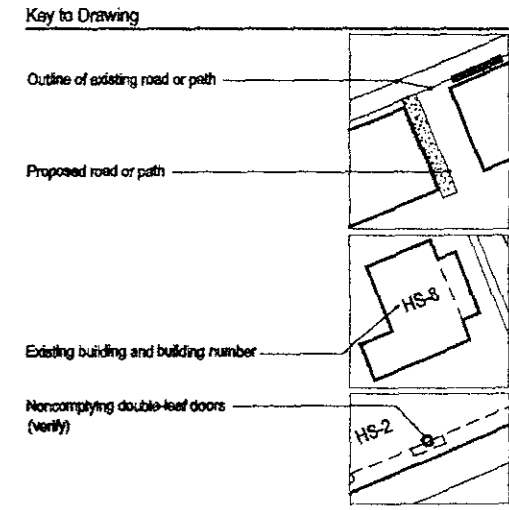 Key to Drawing
Outline of existing road or path
Proposed road or path
HS-8
Existing building and building number
Noncomplying double-leaf doors
(verify)
HS-2